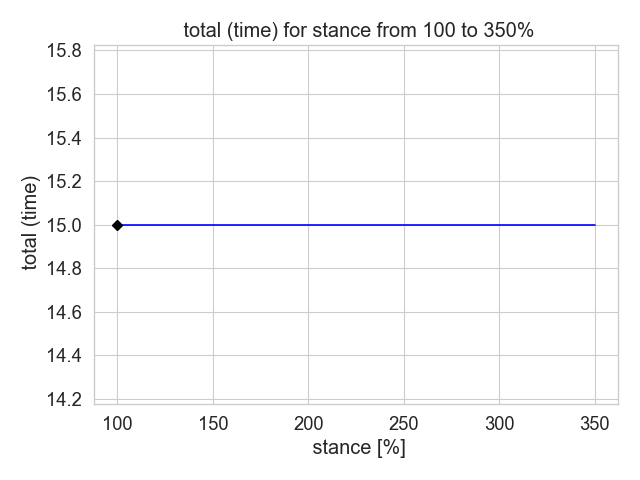 total (time) for stance from 100 to 350%
15.8
15.6
15.4
15.2
15.0
14.8
14.6
14.4
14.2
total (time)
100 150 200 250 300 350
stance [%]